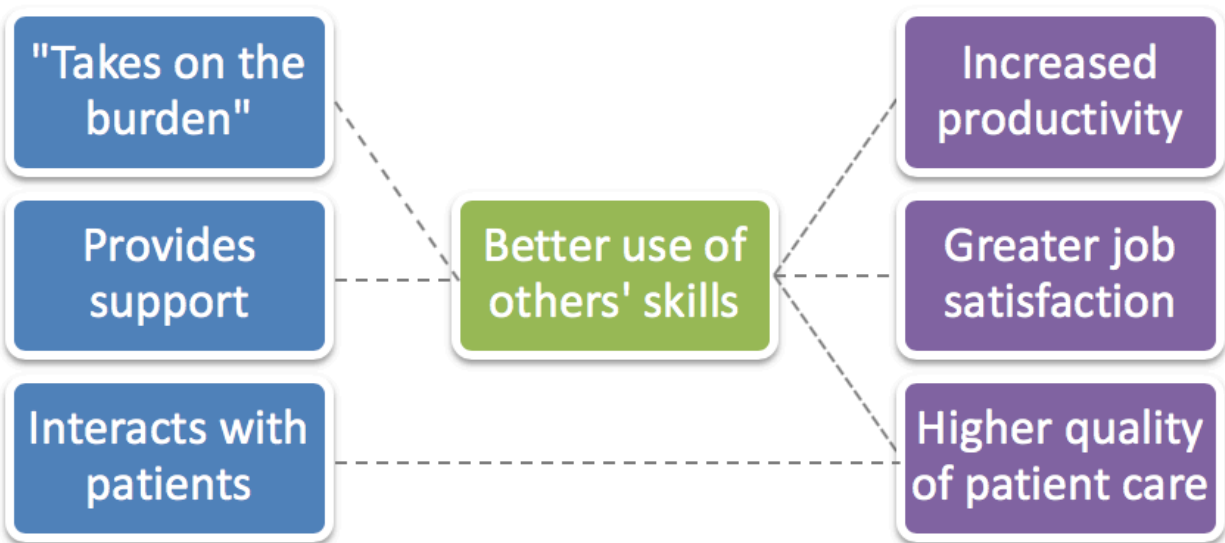 "Takes on the
burden"
Provides
support
Interacts with
patients
Better use of
others' skills
Increased
productivity
Greater job
satisfaction
Higher quality
of patient care